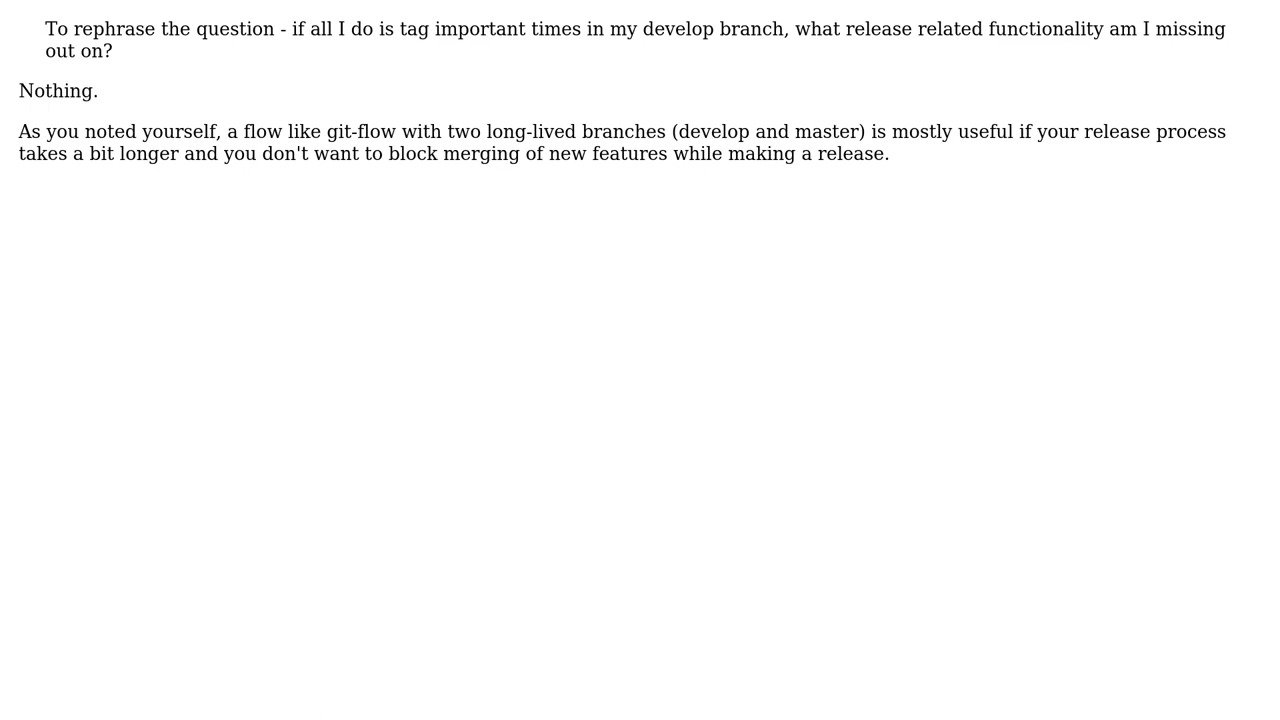 To rephrase the question - if all I do is tag important times in my develop branch, what release related functionality am I missing
out on?
Nothing.
As you noted yourself, a flow like git-flow with two long-lived branches (develop and master) is mostly useful if your release process
takes a bit longer and you don't want to block merging of new features while making a release.